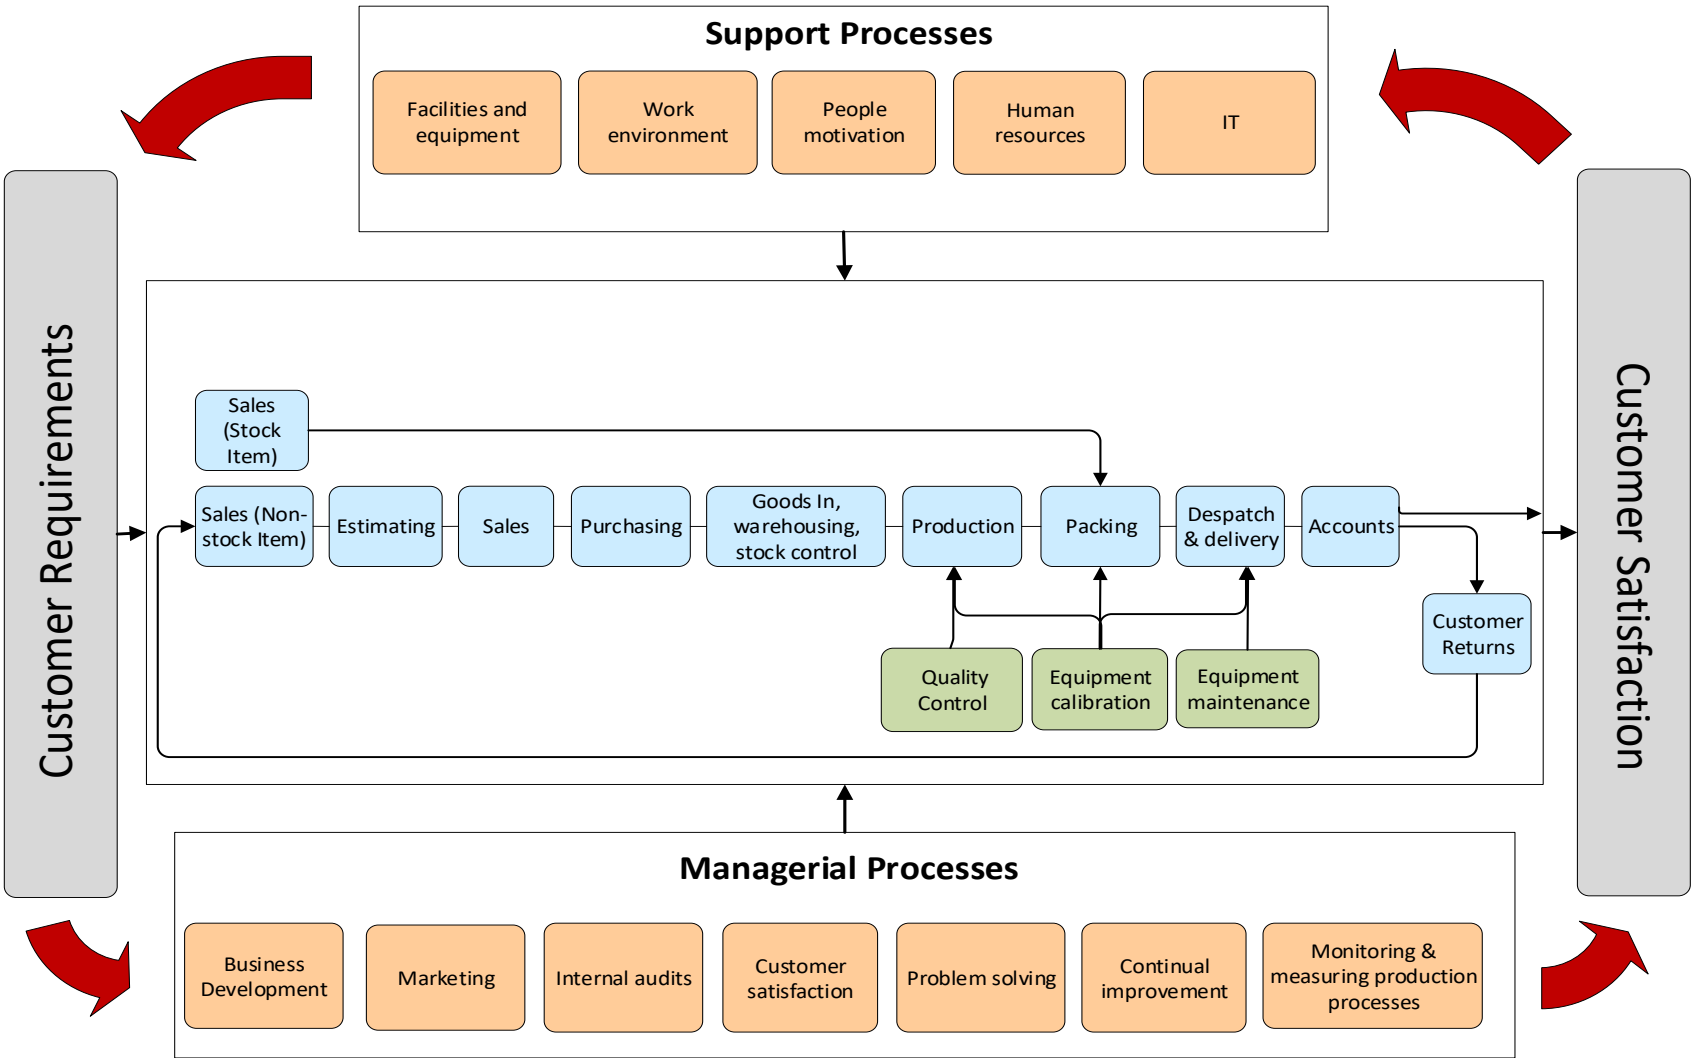 Support Processes
Facilities and
equipment
Work
environment
People
motivation
Human
resources
IT
Customer Requirements
Sales
(Stock
Item)
Sales (Non-
stock Item)
Estimating
Sales
Purchasing
Goods In,
warehousing,
stock control
Production
Packing
Despatch
& delivery
Accounts
Customer
Returns
Quality
Control
Equipment
calibration
Equipment
maintenance
Customer Satisfaction
Managerial Processes
Business
Development
Marketing
Internal audits
Customer
satisfaction
Problem solving
Continual
improvement
Monitoring &
measuring production
processes